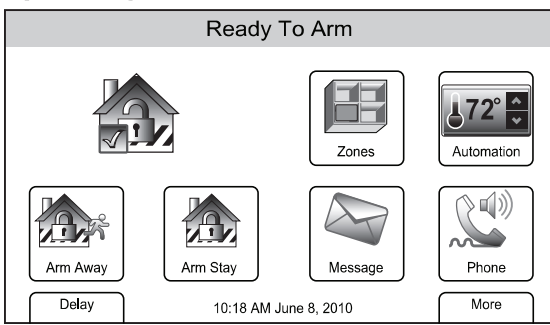 Ready To Arm
72°
Zones
Automation
Arm Away
Arm Stay
Message
Phone
Delay
10:18 AM June 8, 2010
More